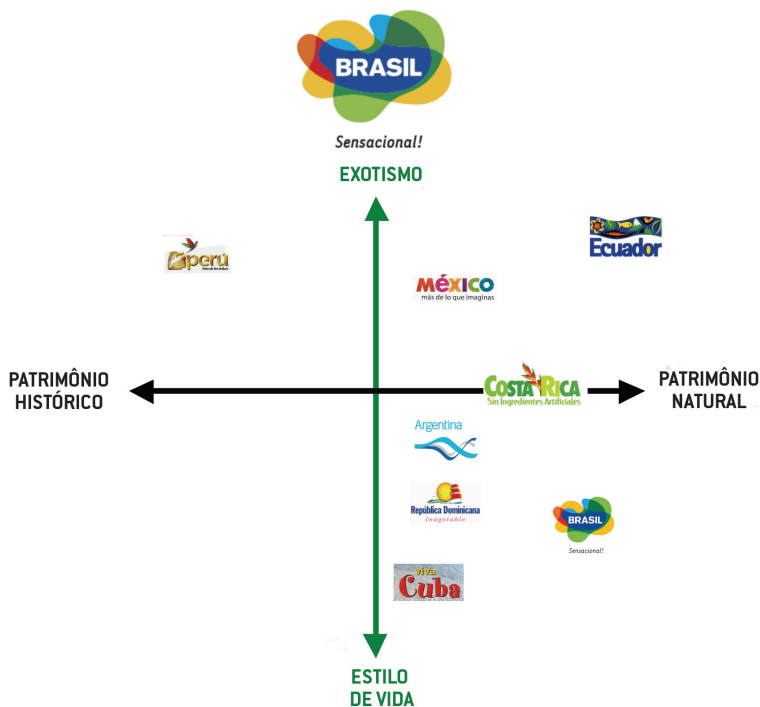 BRASIL
Sensacional!
EXOTISMO
perú
Ecuador
MéXICO
más de lo que imaginas
PATRIMÔNIO
HISTÓRICO
COSTA RICA
Sin Ingredientes Artificiales
PATRIMÔNIO
NATURAL
Argentina
República Dominicana
Inagotable
BRASIL
Sensacional!
viva
Cuba
ESTILO
DE VIDA